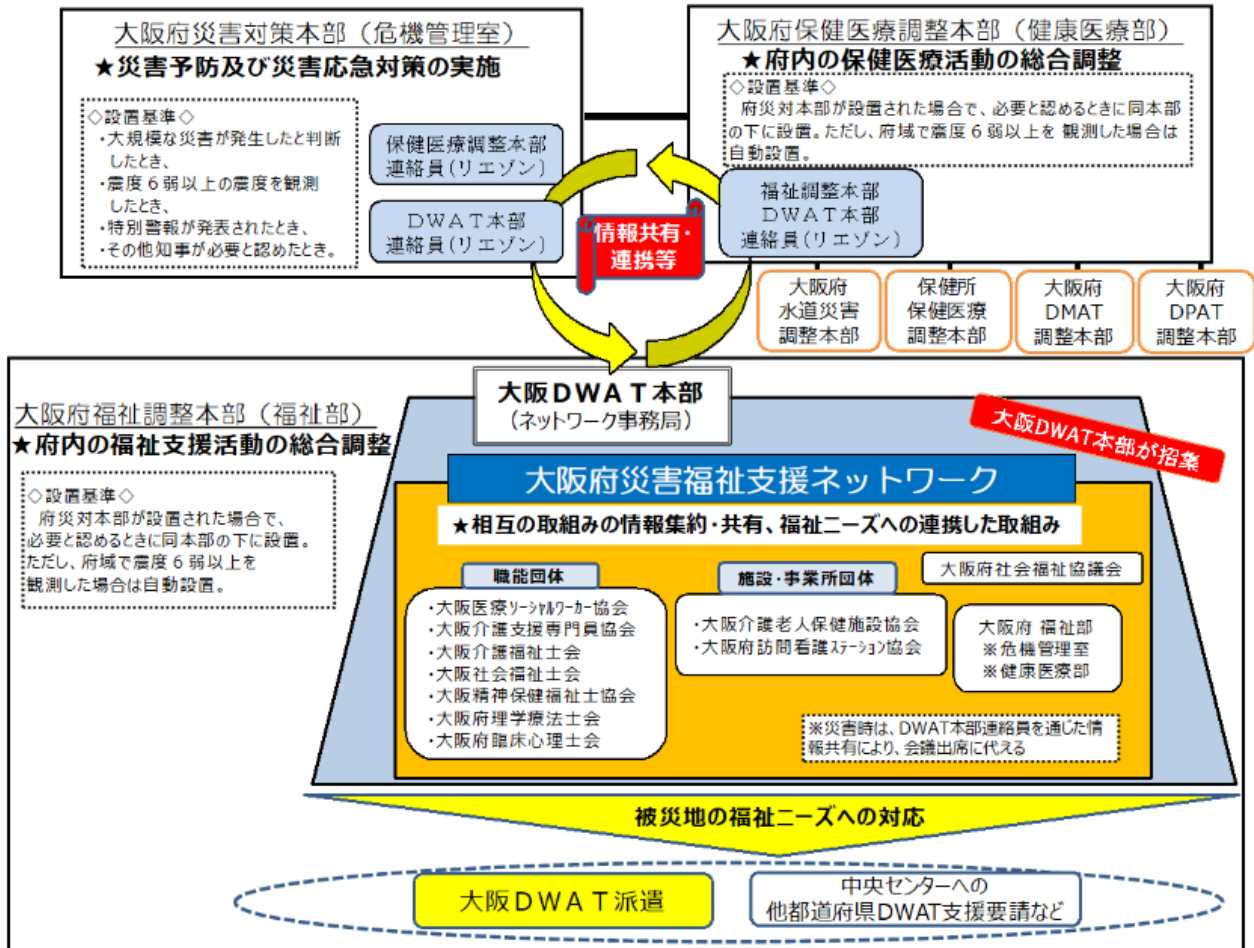 大阪府災害対策本部（危機管理室）
★災害予防及び災害応急対策の実施
◇設置基準◇
・大規模な災害が発生したと判断
したとき、
・震度６弱以上の震度を観測
したとき、
・特別警報が発表されたとき、
・その他知事が必要と認めたとき。
保健医療調整本部
連絡員(リエゾン)
ＤＷＡＴ本部
連絡員(リエゾン)
大阪府保健医療調整本部（健康医療部）
★府内の保健医療活動の総合調整
◇設置基準◇
府災対本部が設置された場合で、必要と認めるときに同本部
の下に設置。ただし、府域で震度６弱以上を 観測した場合は
自動設置。
福祉調整本部
ＤＷＡＴ本部
連絡員(リエゾン)
情報共有・
連携等
大阪府
水道災害
調整本部
保健所
保健医療
調整本部
大阪府
DMAT
調整本部
大阪府
DPAT
調整本部
大阪府福祉調整本部（福祉部）
★府内の福祉支援活動の総合調整
◇設置基準◇
府災対本部が設置された場合で、
必要と認めるときに同本部の下に設置。
ただし、府域で震度６弱以上を
観測した場合は自動設置。
大阪ＤＷＡＴ本部
（ネットワーク事務局）
大阪DWAT本部が招集
大阪府災害福祉支援ネットワーク
★相互の取組みの情報集約・共有、福祉ニーズへの連携した取組み
職能団体
・大阪医療ｿｰｼｬﾙﾜｰｶｰ協会
・大阪介護支援専門員協会
・大阪介護福祉士会
・大阪社会福祉士会
・大阪精神保健福祉士協会
・大阪府理学療法士会
・大阪府臨床心理士会
施設・事業所団体
・大阪介護老人保健施設協会
・大阪府訪問看護ｽﾃｰｼｮﾝ協会
大阪府社会福祉協議会
大阪府 福祉部
※危機管理室
※健康医療部
※災害時は、DWAT本部連絡員を通じた情
報共有により、会議出席に代える
被災地の福祉ニーズへの対応
大阪ＤＷＡＴ派遣
中央センターへの
他都道府県DWAT支援要請など